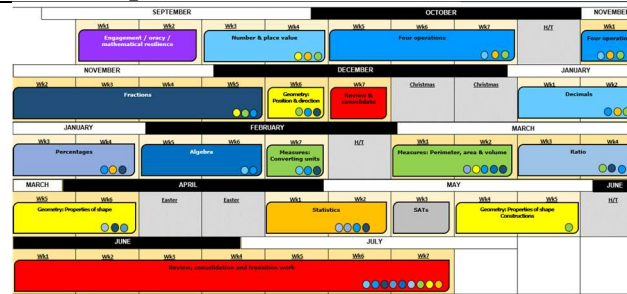 SEPTEMBER OCTOBER NOVEMBER
Wk1 Wk2 Wk3 Wk4 Wk5 Wk6 Wk7 H/T Wk1
Engagement / oracy / mathematical resilience
Number & place value
Four operations
Four operatio
NOVEMBER DECEMBER JANUARY
Wk2 Wk3 Wk4 Wk5 Wk6 Wk7 Christmas Christmas Wk1 Wk2
Fractions
Geometry: Position & direction
Review & consolidate
Decimals
JANUARY FEBRUARY MARCH
Wk3 Wk4 Wk5 Wk6 Wk7 H/T Wk1 Wk2 Wk3 Wk4
Percentages
Algebra
Measures: Converting units
Measures: Perimeter, area & volume
Ratio
MARCH APRIL MAY JUNE
Wk5 Wk6 Easter Easter Wk1 Wk2 Wk3 Wk4 Wk5 H/T
Geometry: Properties of shape
Statistics
SATs
Geometry: Properties of shape
Constructions
JUNE JULY
Wk1 Wk2 Wk3 Wk4 Wk5 Wk6 Wk7
Review, consolidation and transition work